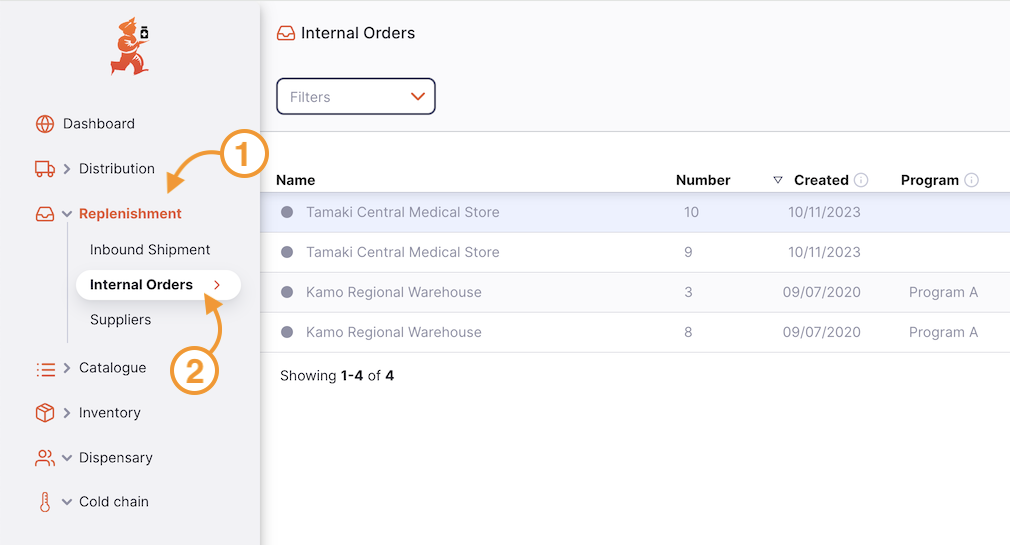 Internal Orders
Filters
Dashboard
Distribution
1
Replenishment
Inbound Shipment
Internal Orders
Suppliers
2
Catalogue
Inventory
Dispensary
Cold chain
Name Number Created Program
Tamaki Central Medical Store 10 10/11/2023
Tamaki Central Medical Store 9 10/11/2023
Kamo Regional Warehouse 3 09/07/2020 Program A
Kamo Regional Warehouse 8 09/07/2020 Program A
Showing 1-4 of 4